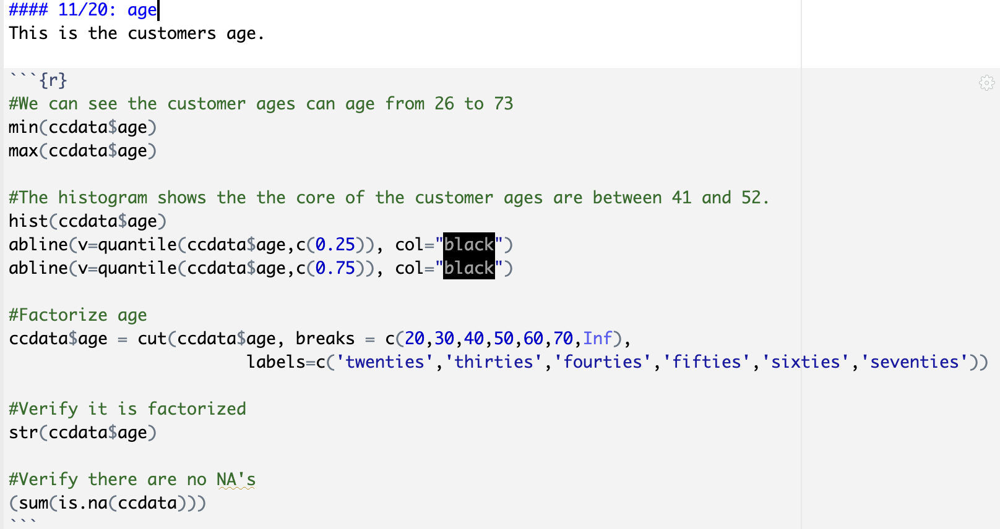 #### 11/20: age
This is the customers age.
```{r}
#We can see the customer ages can age from 26 to 73
min(ccdata$age)
max(ccdata$age)
#The histogram shows the the core of the customer ages are between 41 and 52.
hist(ccdata$age)
abline(v=quantile(ccdata$age,c(0.25)), col="black")
abline(v=quantile(ccdata$age,c(0.75)), col="black")
#Factorize age
ccdata$age = cut(ccdata$age, breaks = c(20,30,40,50,60,70,Inf),
labels=c('twenties','thirties','fourties','fifties','sixties','seventies'))
#Verify it is factorized
str(ccdata$age)
#Verify there are no NA's
(sum(is.na(ccdata)))
```